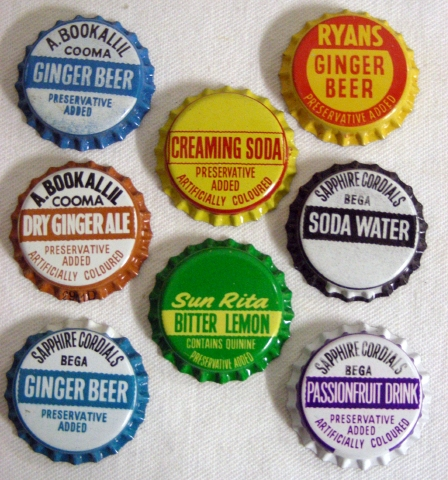 A. BOOKALLIL
COOMA
GINGER BEER
PRESERVATIVE
ADDED
RYANS
GINGER
BEER
PRESERVATIVE ADDED
CREAMING SODA
PRESERVATIVE
ADDED
ARTIFICIALLY COLOURED
A. BOOKALLIL
COOMA
DRY GINGER ALE
PRESERVATIVE
ADDED
ARTIFICIALLY COLOURED
SAPPHIRE CORDIALS
BEGA
SODA WATER
Sun Rita
BITTER LEMON
CONTAINS QUININE
PRESERVATIVE ADDED
SAPPHIRE CORDIALS
BEGA
GINGER BEER
PRESERVATIVE
ADDED
SAPPHIRE CORDIALS
BEGA
PASSIONFRUIT DRINK
PRESERVATIVE
ADDED
ARTIFICIALLY COLOURED